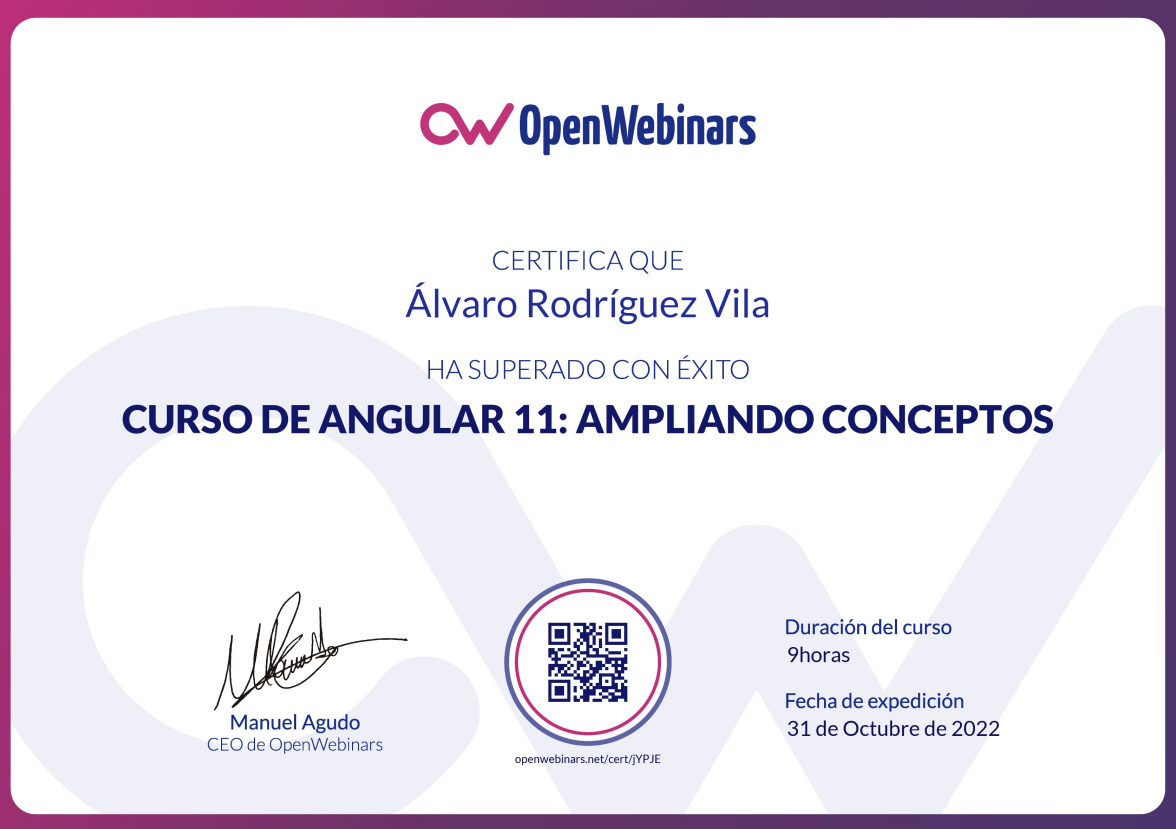 OpenWebinars
CERTIFICA QUE
Álvaro Rodríguez Vila
HA SUPERADO CON ÉXITO
CURSO DE ANGULAR 11: AMPLIANDO CONCEPTOS
Manuel Agudo
CEO de OpenWebinars
openwebinars.net/cert/jYPJE
Duración del curso
9horas
Fecha de expedición
31 de Octubre de 2022